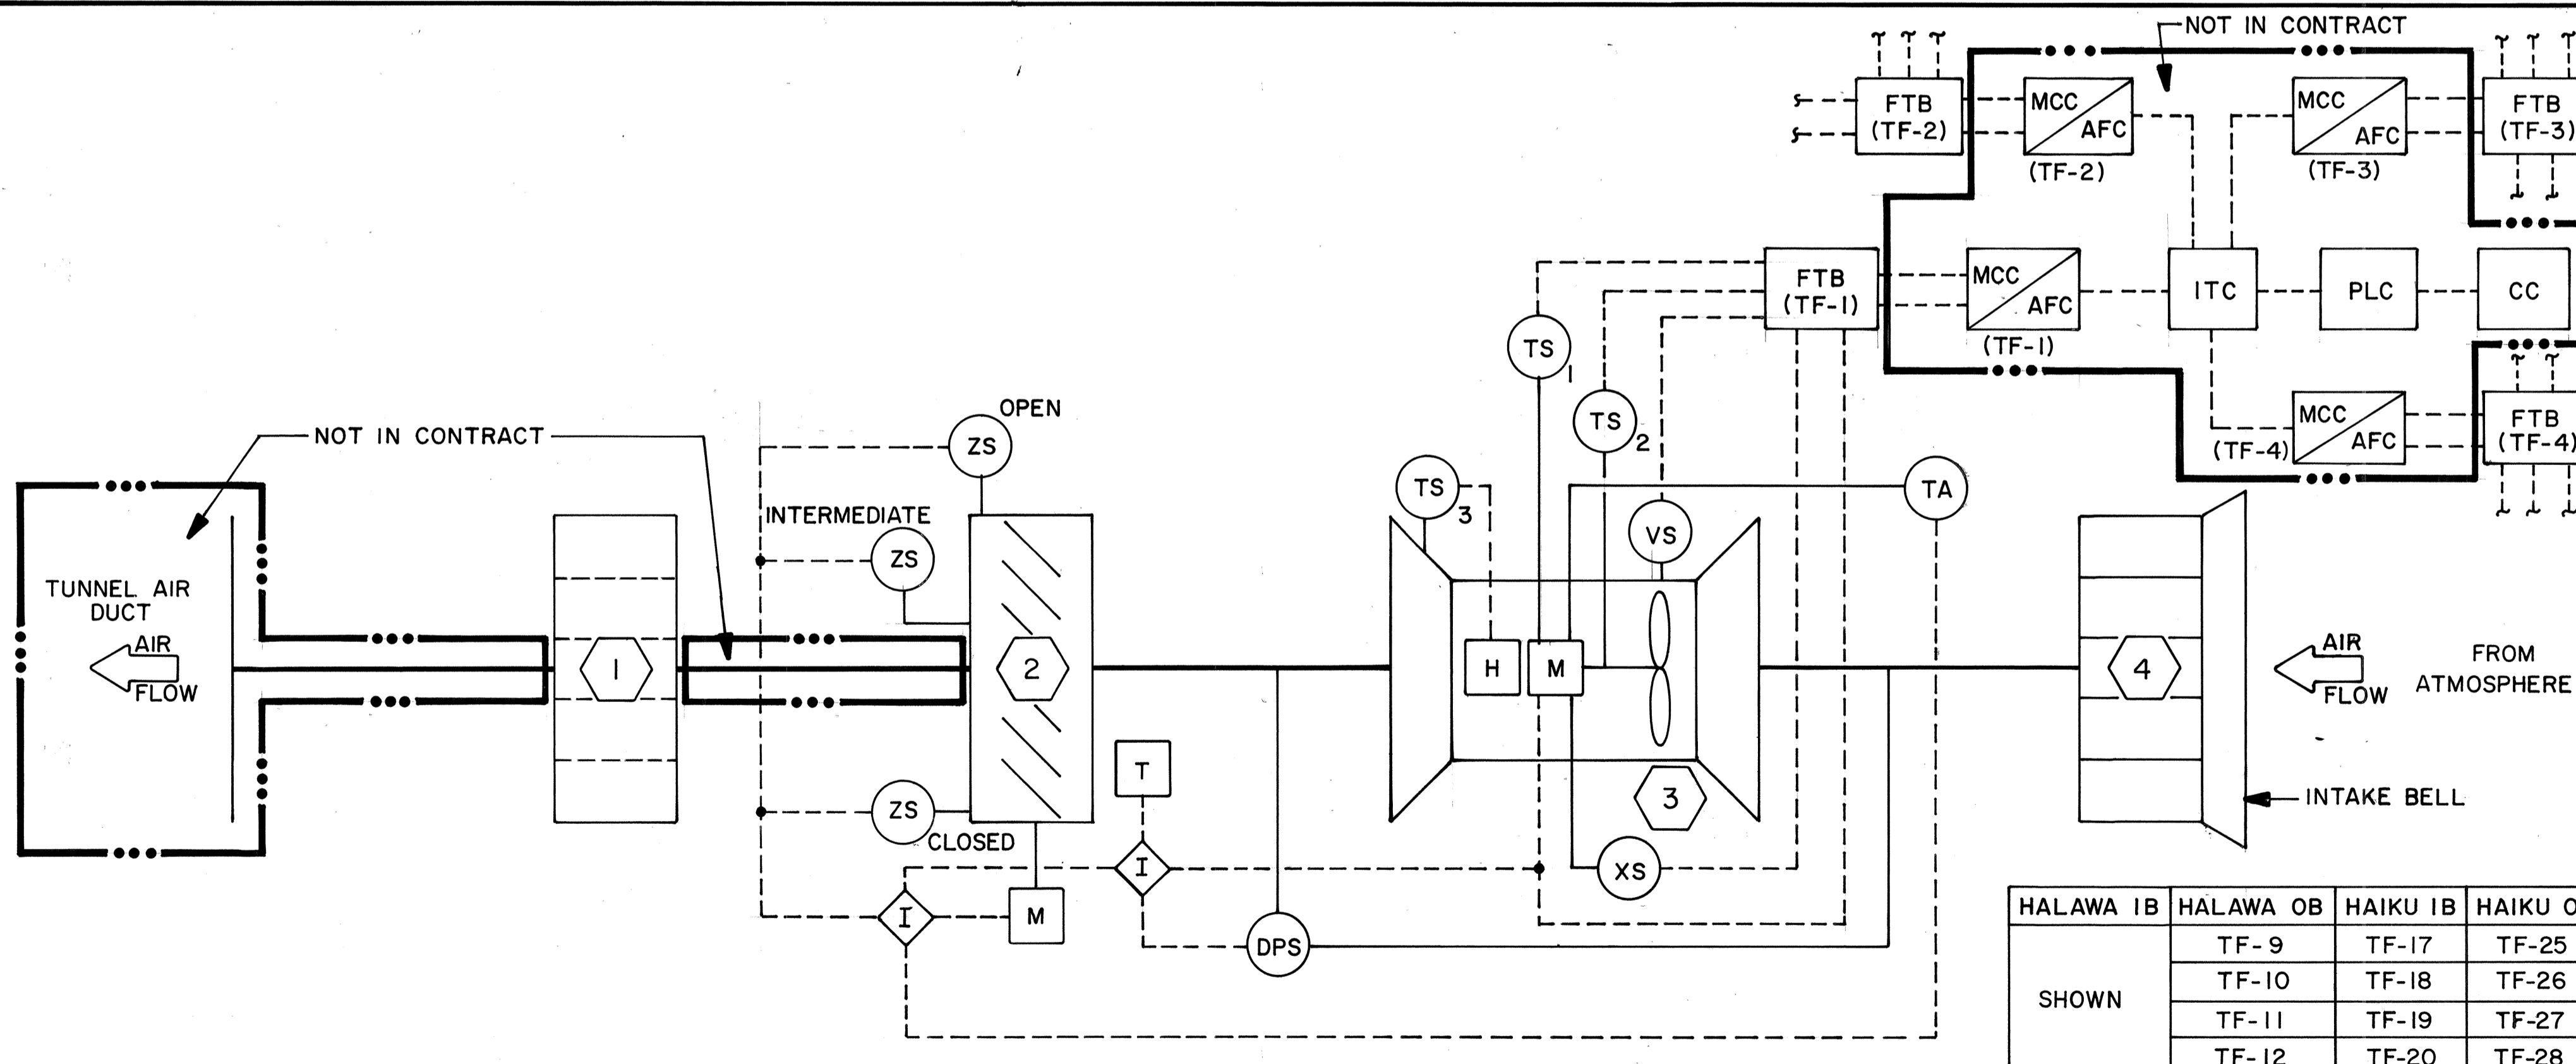 NOT IN CONTRACT
FTB
(TF-2)
MCC
AFC
(TF-2)
MCC
AFC
(TF-3)
FTB
(TF-3)
FTB
(TF-1)
MCC
AFC
(TF-1)
ITC
PLC
CC
MCC
AFC
(TF-4)
FTB
(TF-4)
TS
1
TS
2
TS
3
VS
TA
NOT IN CONTRACT
OPEN
ZS
INTERMEDIATE
ZS
ZS
CLOSED
TUNNEL AIR
DUCT
AIR
FLOW
1
2
H
M
3
4
AIR
FLOW
FROM
ATMOSPHERE
INTAKE BELL
T
I
I
M
XS
DPS
HALAWA IB HALAWA OB HAIKU IB HAIKU O
SHOWN
TF-9 TF-17 TF-25
TF-10 TF-18 TF-26
TF-11 TF-19 TF-27
TF-12 TF-20 TF-28